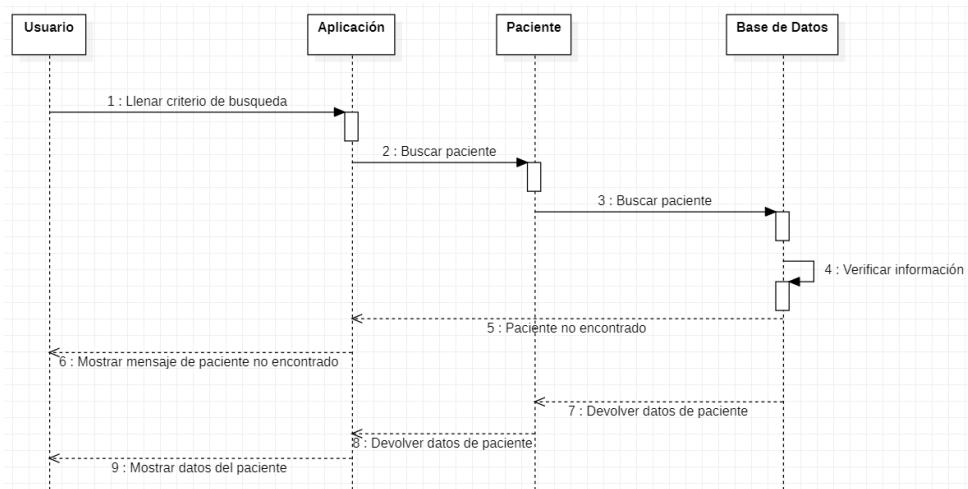 Usuario
Aplicación
Paciente
Base de Datos
1 : Llenar criterio de busqueda
2 : Buscar paciente
3 : Buscar paciente
4 : Verificar información
5 : Paciente no encontrado
6 : Mostrar mensaje de paciente no encontrado
7 : Devolver datos de paciente
8 : Devolver datos de paciente
9 : Mostrar datos del paciente